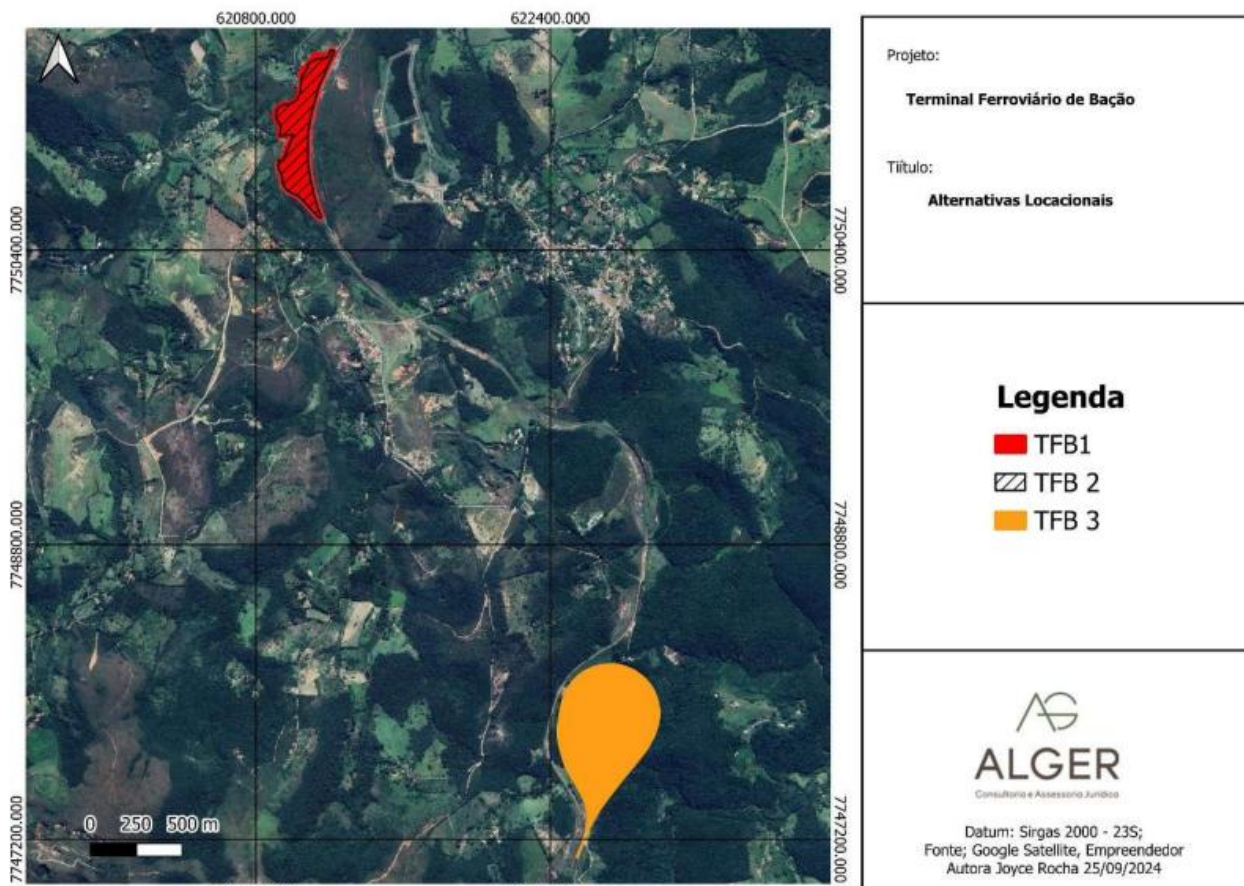 620800.000
622400.000
7750400.000
7750400.000
7748800.000
7748800.000
7747200.000
7747200.000
0 250 500 m
Projeto:
Terminal Ferroviário de Bação
Tiítulo:
Alternativas Locacionais
Legenda
TFB1
TFB 2
TFB 3
AG
ALGER
Consultoria e Assessoria Jurídica
Datum: Sirgas 2000 - 23S;
Fonte; Google Satellite, Empreendedor
Autora Joyce Rocha 25/09/2024